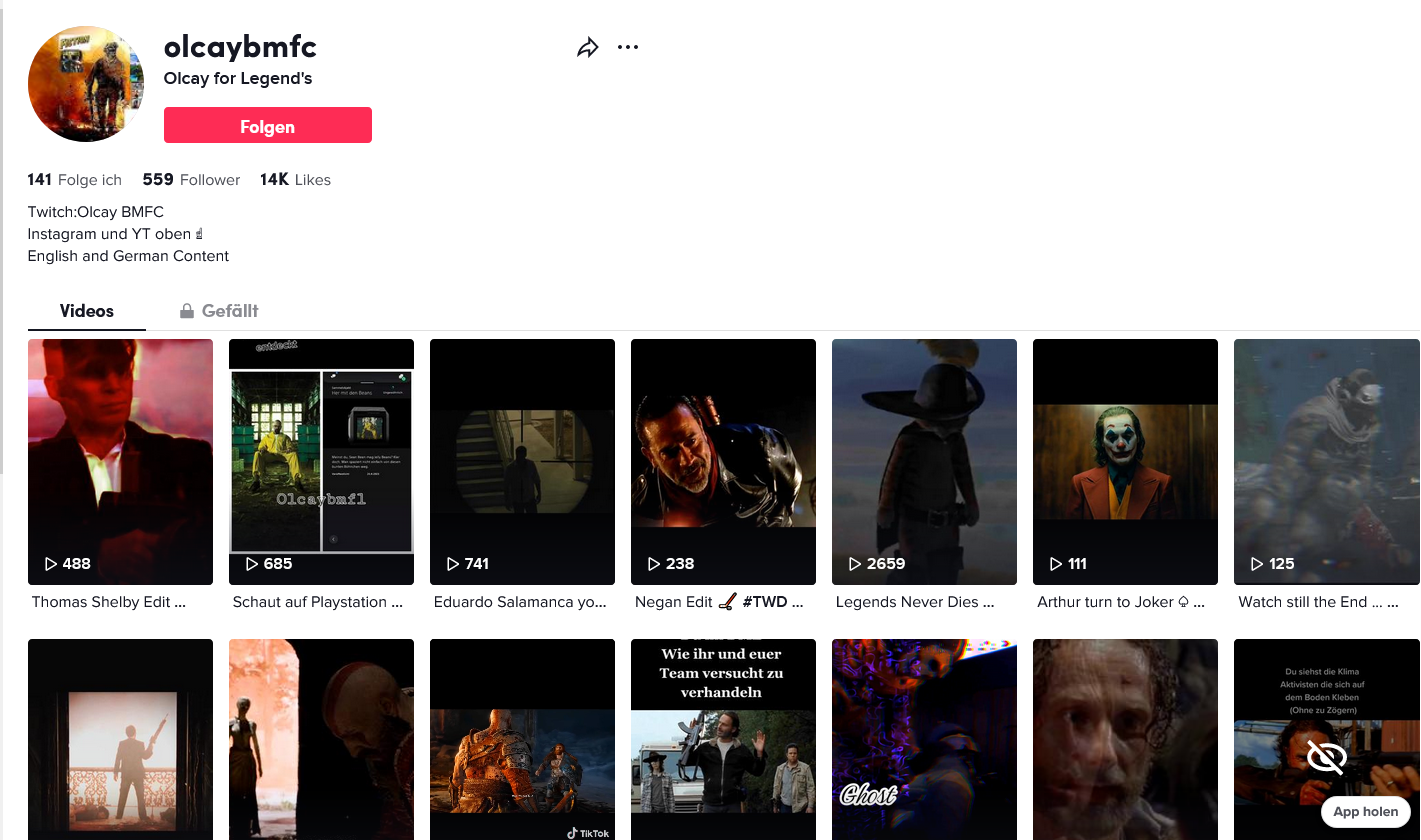 olcaybmfc
Olcay for Legend's
Folgen
141 Folge ich 559 Follower 14K Likes
Twitch:Olcay BMFC
Instagram und YT oben ☝
English and German Content
Videos
Gefällt
entdeckt
Her mit den Beans
Olcaybmf1
488
685
741
238
2659
111
125
Thomas Shelby Edit ...
Schaut auf Playstation ...
Eduardo Salamanca yo...
Negan Edit 🏏 #TWD ...
Legends Never Dies ...
Arthur turn to Joker ♤ ...
Watch still the End ... ...
Wie ihr und euer
Team versucht zu
verhandeln
Du siehst die Klima
Aktivisten die sich auf
dem Boden Kleben
(Ohne zu Zögern)
Ghost
TikTok
App holen